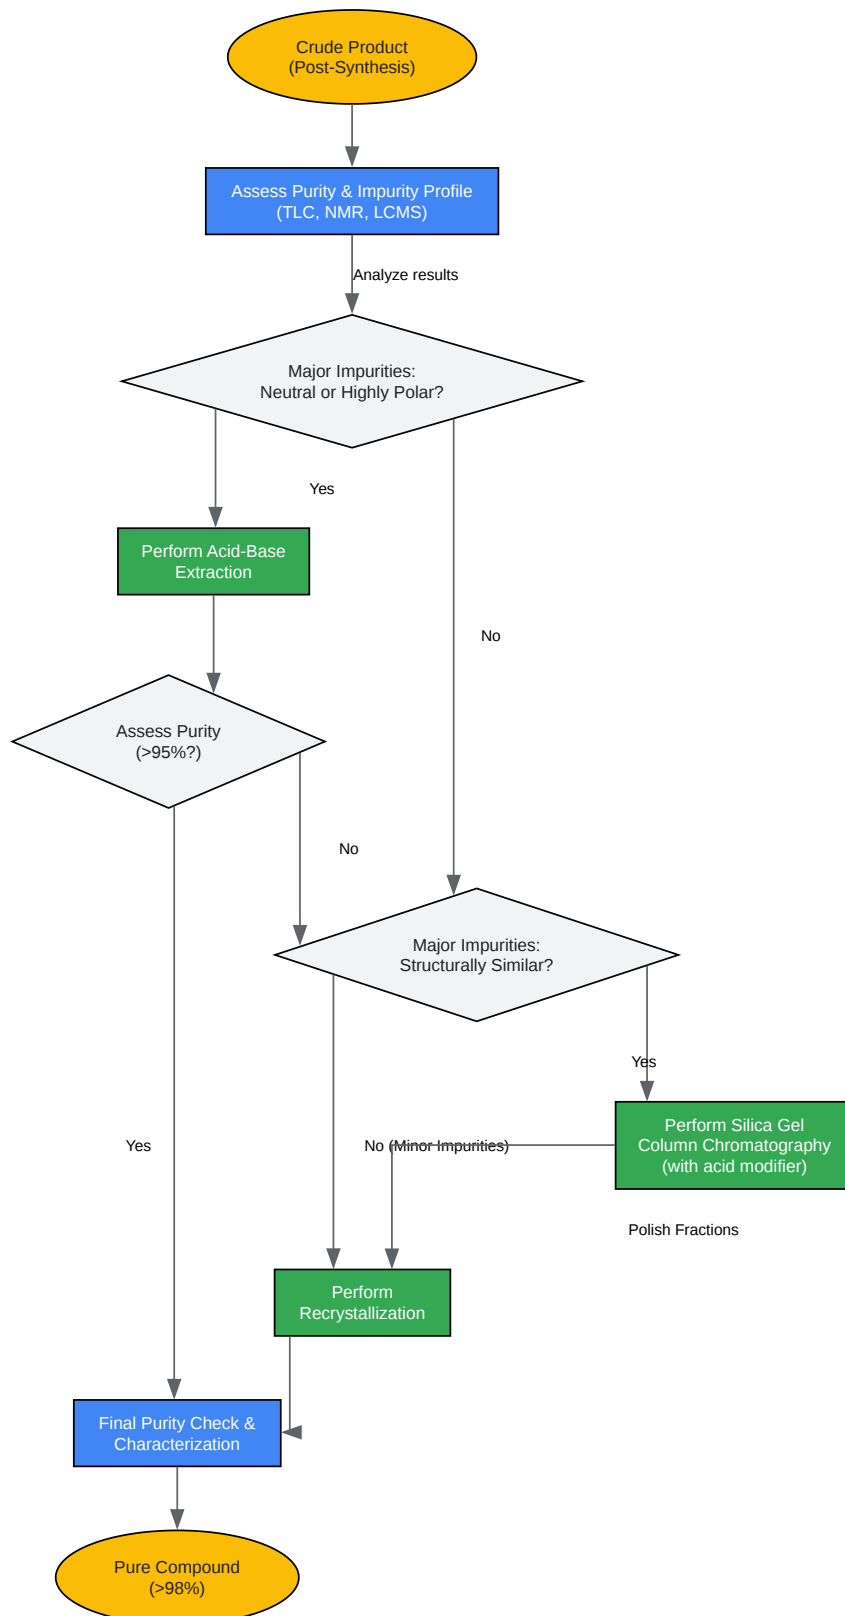 Crude Product
(Post-Synthesis)
Assess Purity & Impurity Profile
(TLC, NMR, LCMS)
Analyze results
Major Impurities:
Neutral or Highly Polar?
Yes
Perform Acid-Base
Extraction
No
Assess Purity
(>95%?)
No
Major Impurities:
Structurally Similar?
Yes
Perform Silica Gel
Column Chromatography
(with acid modifier)
Yes
No (Minor Impurities)
Polish Fractions
Perform
Recrystallization
Final Purity Check &
Characterization
Pure Compound
(>98%)